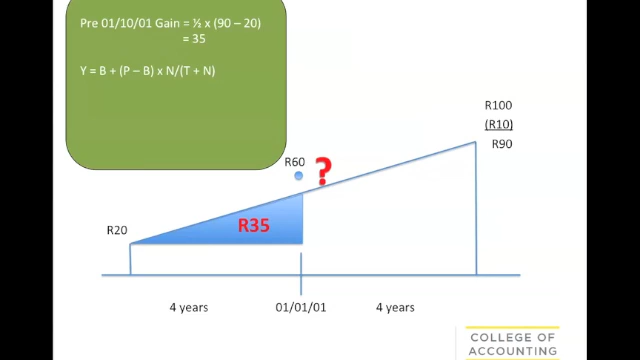 Pre 01/10/01 Gain = ½ x (90 – 20)
= 35
Y = B + (P – B) x N/(T + N)
R100
(R10)
R90
R60
?
R35
R20
4 years
01/01/01
4 years
COLLEGE OF
ACCOUNTING